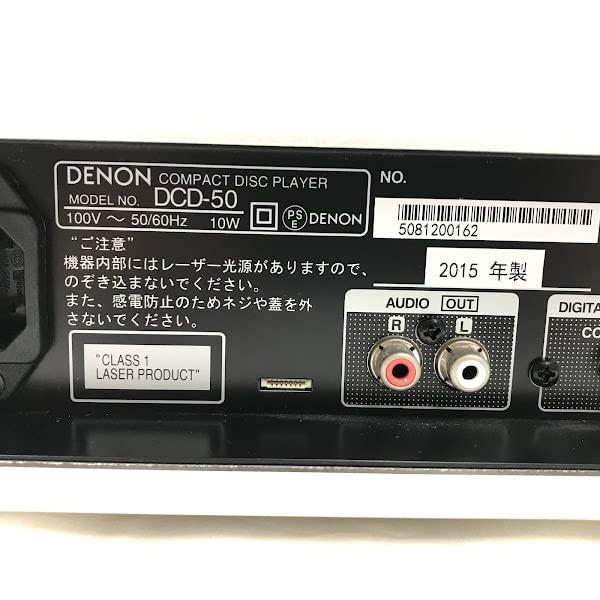 DENON COMPACT DISC PLAYER
MODEL NO. DCD-50
100V ～ 50/60Hz 10W PS E DENON
NO.
5081200162
2015 年製
“ご注意”
機器内部にはレーザー光源がありますので、
のぞき込まないでください。
また、感電防止のためネジや蓋を外
さないでください。
"CLASS 1
LASER PRODUCT"
AUDIO OUT
R L
DIGITA
CO